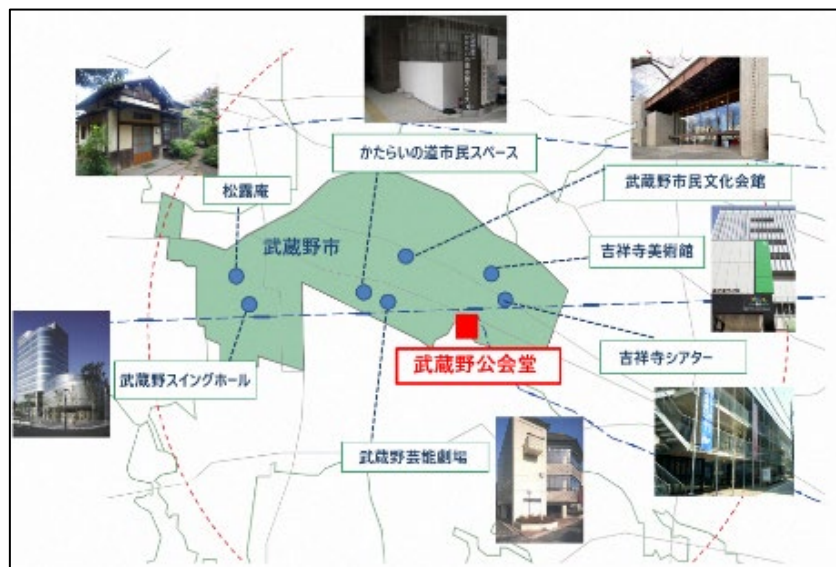 かたらいの道市民スペース
武蔵野市民文化会館
松露庵
武蔵野市
吉祥寺美術館
武蔵野公会堂
吉祥寺シアター
武蔵野スイングホール
武蔵野芸能劇場